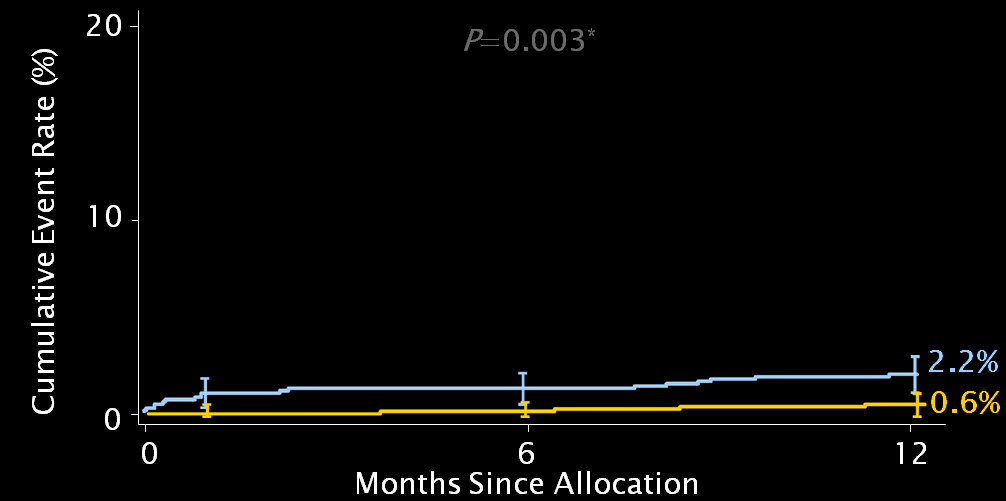 P=0.003*
Cumulative Event Rate (%)
20
10
0
2.2%
0.6%
0 6 12
Months Since Allocation